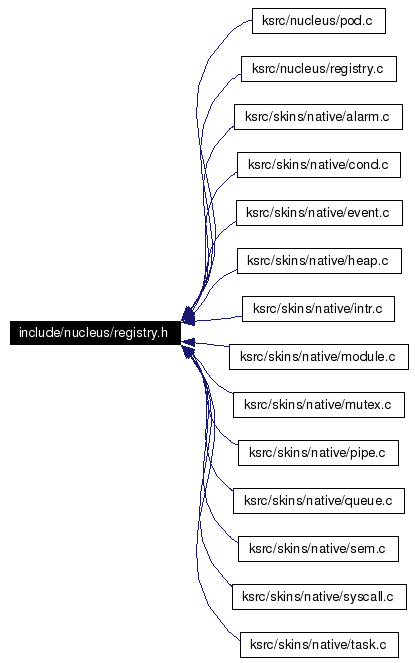 ksrc/nucleus/pod.c
ksrc/nucleus/registry.c
ksrc/skins/native/alarm.c
ksrc/skins/native/cond.c
ksrc/skins/native/event.c
ksrc/skins/native/heap.c
ksrc/skins/native/intr.c
include/nucleus/registry.h
ksrc/skins/native/module.c
ksrc/skins/native/mutex.c
ksrc/skins/native/pipe.c
ksrc/skins/native/queue.c
ksrc/skins/native/sem.c
ksrc/skins/native/syscall.c
ksrc/skins/native/task.c